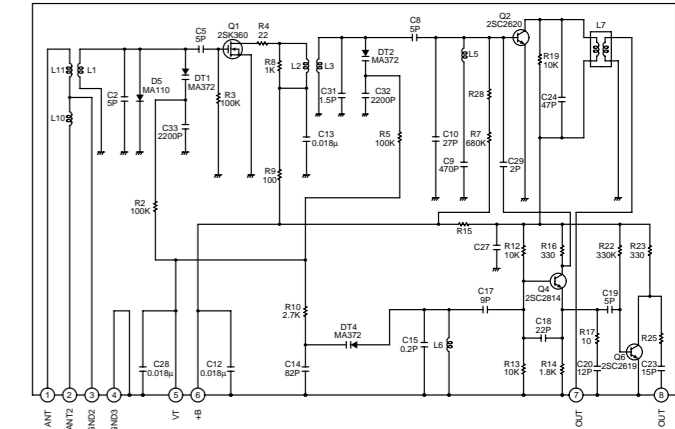 C5
5P
Q1
2SK360
R4
22
C8
5P
Q2
2SC2620
L7
L11
L1
C2
5P
D5
MA110
DT1
MA372
R3
100K
R8
1K
L2
L3
DT2
MA372
L5
R19
10K
C31
1.5P
C32
2200P
R28
C24
47P
C33
2200P
L10
C13
0.018μ
R5
100K
C10
27P
R7
680K
C9
470P
C29
2P
R9
100
R2
100K
R15
C27
R12
10K
R16
330
R22
330K
R23
330
Q4
2SC2814
R10
2.7K
C17
9P
C19
5P
DT4
MA372
C18
22P
R17
10
R25
C28
0.018μ
C12
0.018μ
C14
82P
C15
0.2P
L6
R13
10K
R14
1.8K
C20
12P
Q6
2SC2619
C23
15P
1
2
3
4
5
6
7
8
ANT
ANT2
GND2
GND3
VT
+B
OUT
OUT